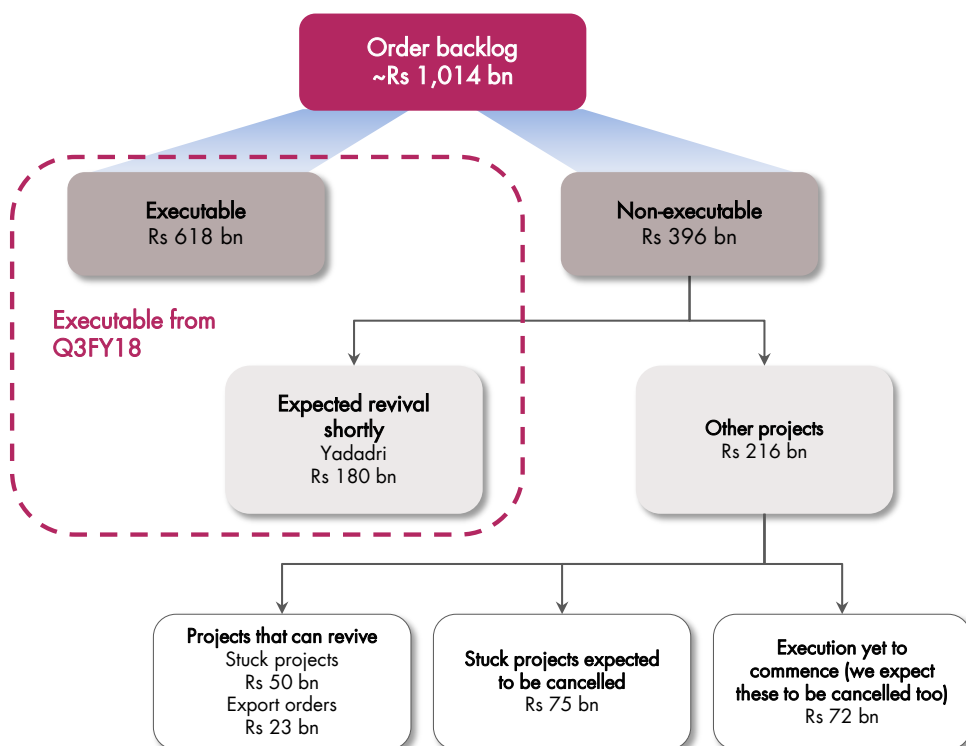 Order backlog
~Rs 1,014 bn
Executable
Rs 618 bn
Non-executable
Rs 396 bn
Executable from
Q3FY18
Expected revival
shortly
Yadadri
Rs 180 bn
Other projects
Rs 216 bn
Projects that can revive
Stuck projects
Rs 50 bn
Export orders
Rs 23 bn
Stuck projects expected
to be cancelled
Rs 75 bn
Execution yet to
commence (we expect
these to be cancelled too)
Rs 72 bn